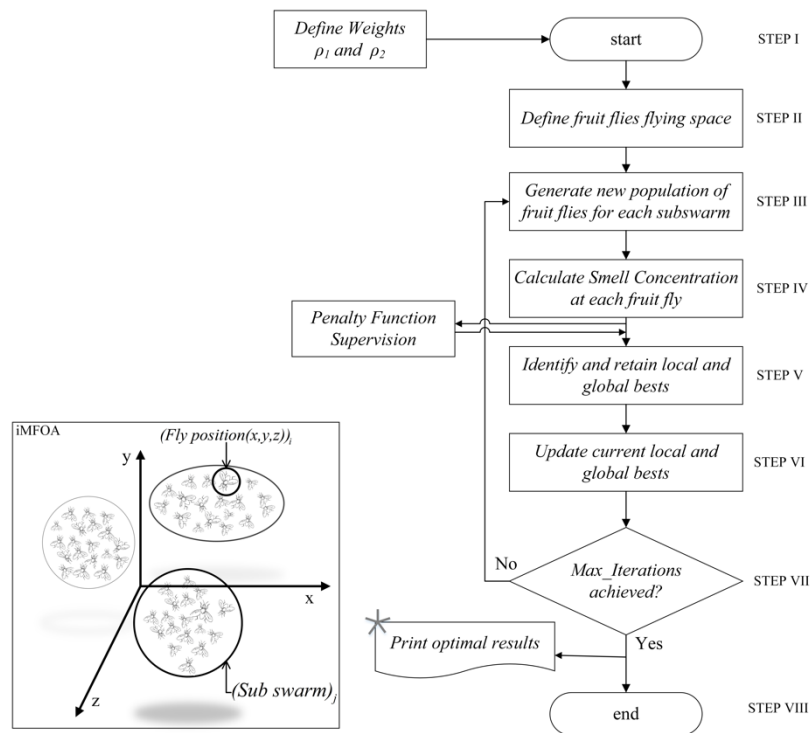 Define Weights
ρ1 and ρ2
start
STEP I
Define fruit flies flying space
STEP II
Generate new population of
fruit flies for each subswarm
STEP III
Calculate Smell Concentration
at each fruit fly
STEP IV
Penalty Function
Supervision
Identify and retain local and
global bests
STEP V
Update current local and
global bests
STEP VI
No
Max_Iterations
achieved?
STEP VII
Yes
Print optimal results
end
STEP VIII
iMFOA
(Fly position(x,y,z))i
y
x
z
(Sub swarm)j